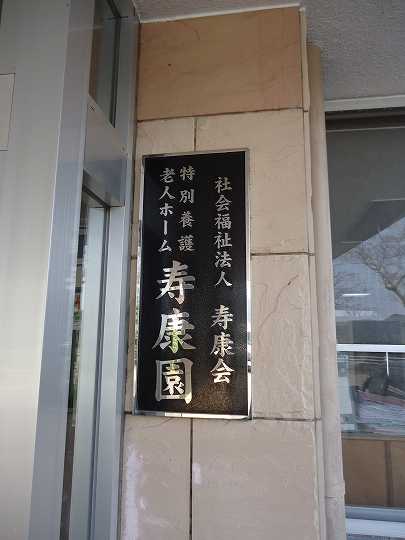 社会福祉法人 寿康会
特別養護
老人ホーム
寿康園